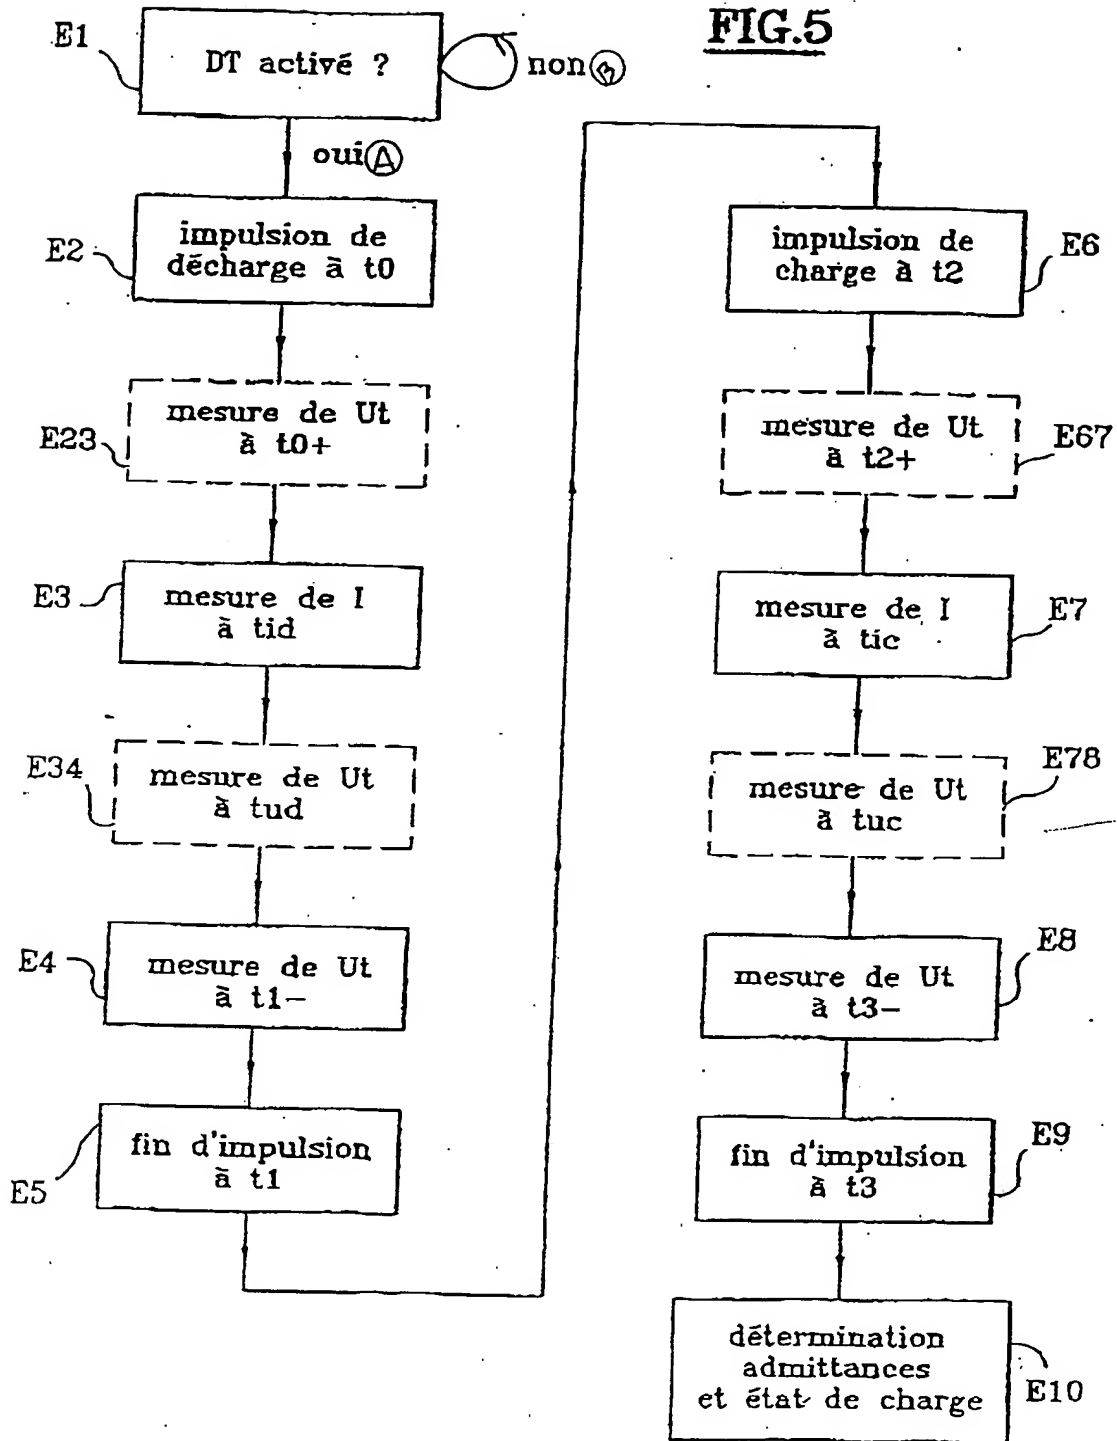 FIG.5
E1
DT activé ?
non B
oui A
E2
impulsion de
décharge à t0
E23
mesure de Ut
à t0+
E3
mesure de I
à tid
E34
mesure de Ut
à tud
E4
mesure de Ut
à t1-
E5
fin d'impulsion
à t1
impulsion de
charge à t2
E6
mesure de Ut
à t2+
E67
mesure de I
à tic
E7
mesure de Ut
à tuc
E78
mesure de Ut
à t3-
E8
fin d'impulsion
à t3
E9
détermination
admittances
et état de charge
E10